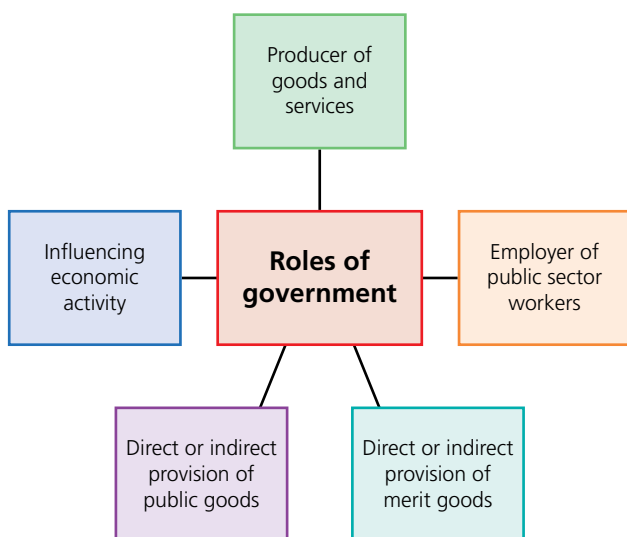 Producer of
goods and
services
Influencing
economic
activity
Roles of
government
Employer of
public sector
workers
Direct or indirect
provision of
public goods
Direct or indirect
provision of
merit goods